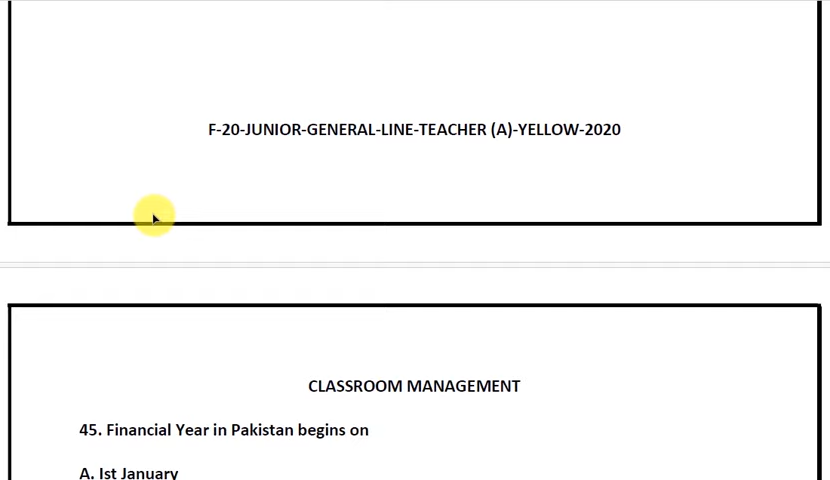 F-20-JUNIOR-GENERAL-LINE-TEACHER (A)-YELLOW-2020
CLASSROOM MANAGEMENT
45. Financial Year in Pakistan begins on
A. Ist January